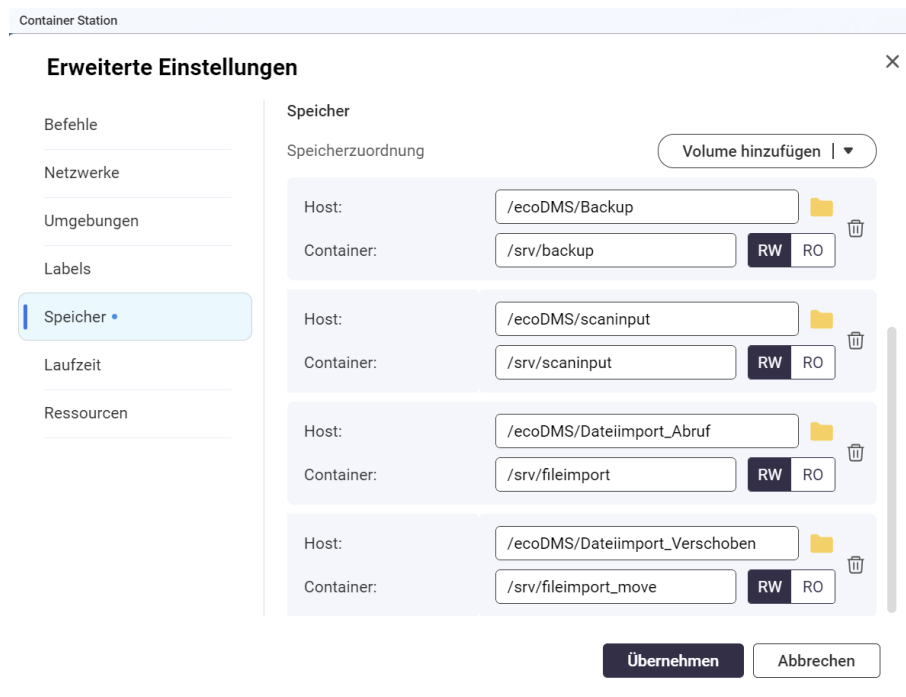 Container Station
Erweiterte Einstellungen
Befehle
Netzwerke
Umgebungen
Labels
Speicher
Laufzeit
Ressourcen
Speicher
Speicherzuordnung
Volume hinzufügen
Host:
/ecoDMS/Backup
Container:
/srv/backup
RW RO
Host:
/ecoDMS/scaninput
Container:
/srv/scaninput
RW RO
Host:
/ecoDMS/Dateiimport_Abruf
Container:
/srv/fileimport
RW RO
Host:
/ecoDMS/Dateiimport_Verschoben
Container:
/srv/fileimport_move
RW RO
Übernehmen
Abbrechen